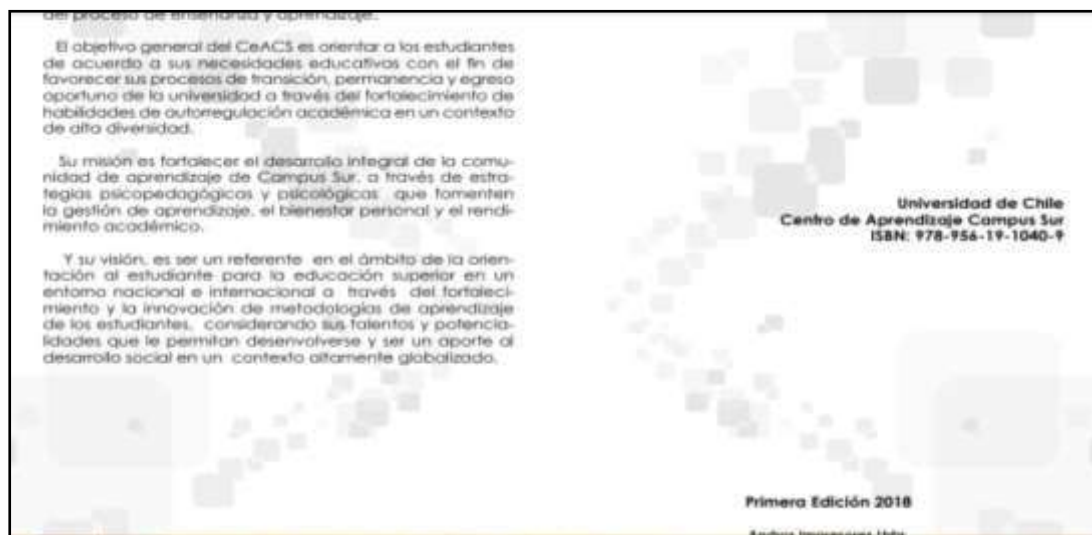 del proceso de enseñanza y aprendizaje.
El objetivo general del CeACS es orientar a los estudiantes
de acuerdo a sus necesidades educativas con el fin de
favorecer sus procesos de transición, permanencia y egreso
oportuno de la universidad a través del fortalecimiento de
habilidades de autorregulación académica en un contexto
de alta diversidad.
Su misión es fortalecer el desarrollo integral de la comu-
nidad de aprendizaje de Campus Sur, a través de estra-
tegias psicopedagógicas y psicológicas que fomenten
la gestión de aprendizaje, el bienestar personal y el rendi-
miento académico.
Y su visión, es ser un referente en el ámbito de la orien-
tación al estudiante para la educación superior en un
entorno nacional e internacional a través del fortaleci-
miento y la innovación de metodologías de aprendizaje
de los estudiantes, considerando sus talentos y potencia-
lidades que le permitan desenvolverse y ser un aporte al
desarrollo social en un contexto altamente globalizado.
Universidad de Chile
Centro de Aprendizaje Campus Sur
ISBN: 978-956-19-1040-9
Primera Edición 2018